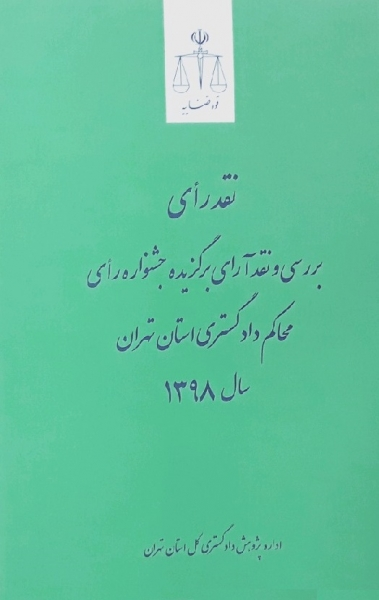 قوه قضاییه
نقد رأی
بررسی و نقد آرای برگزیده جشنواره رأی
محاکم دادگستری استان تهران
سال ۱۳۹۸
اداره پژوهش دادگستری کل استان تهران